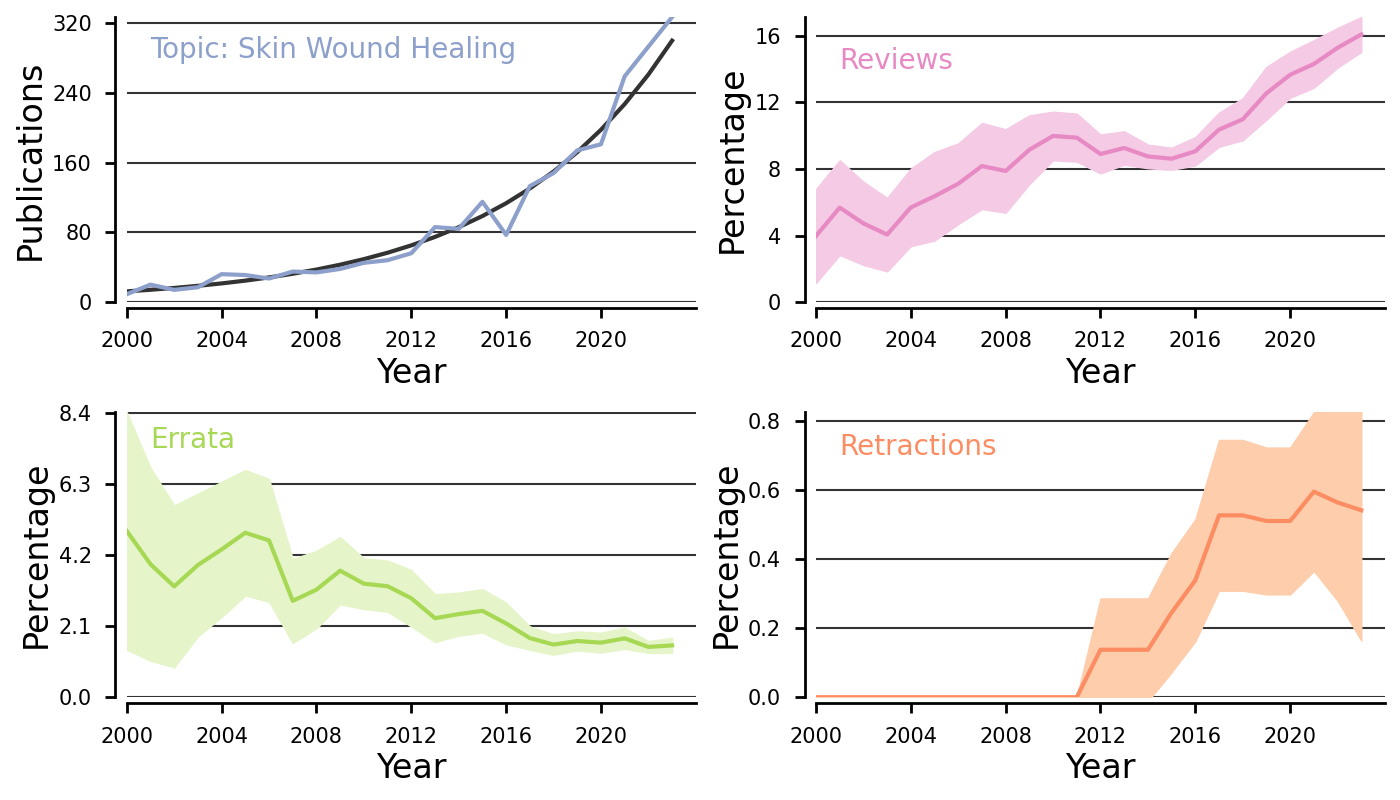 320
Topic: Skin Wound Healing
240
160
80
0
Publications
2000 2004 2008 2012 2016 2020
Year
16
Reviews
12
8
4
0
Percentage
2000 2004 2008 2012 2016 2020
Year
8.4
Errata
6.3
4.2
2.1
0.0
Percentage
2000 2004 2008 2012 2016 2020
Year
0.8
Retractions
0.6
0.4
0.2
0.0
Percentage
2000 2004 2008 2012 2016 2020
Year